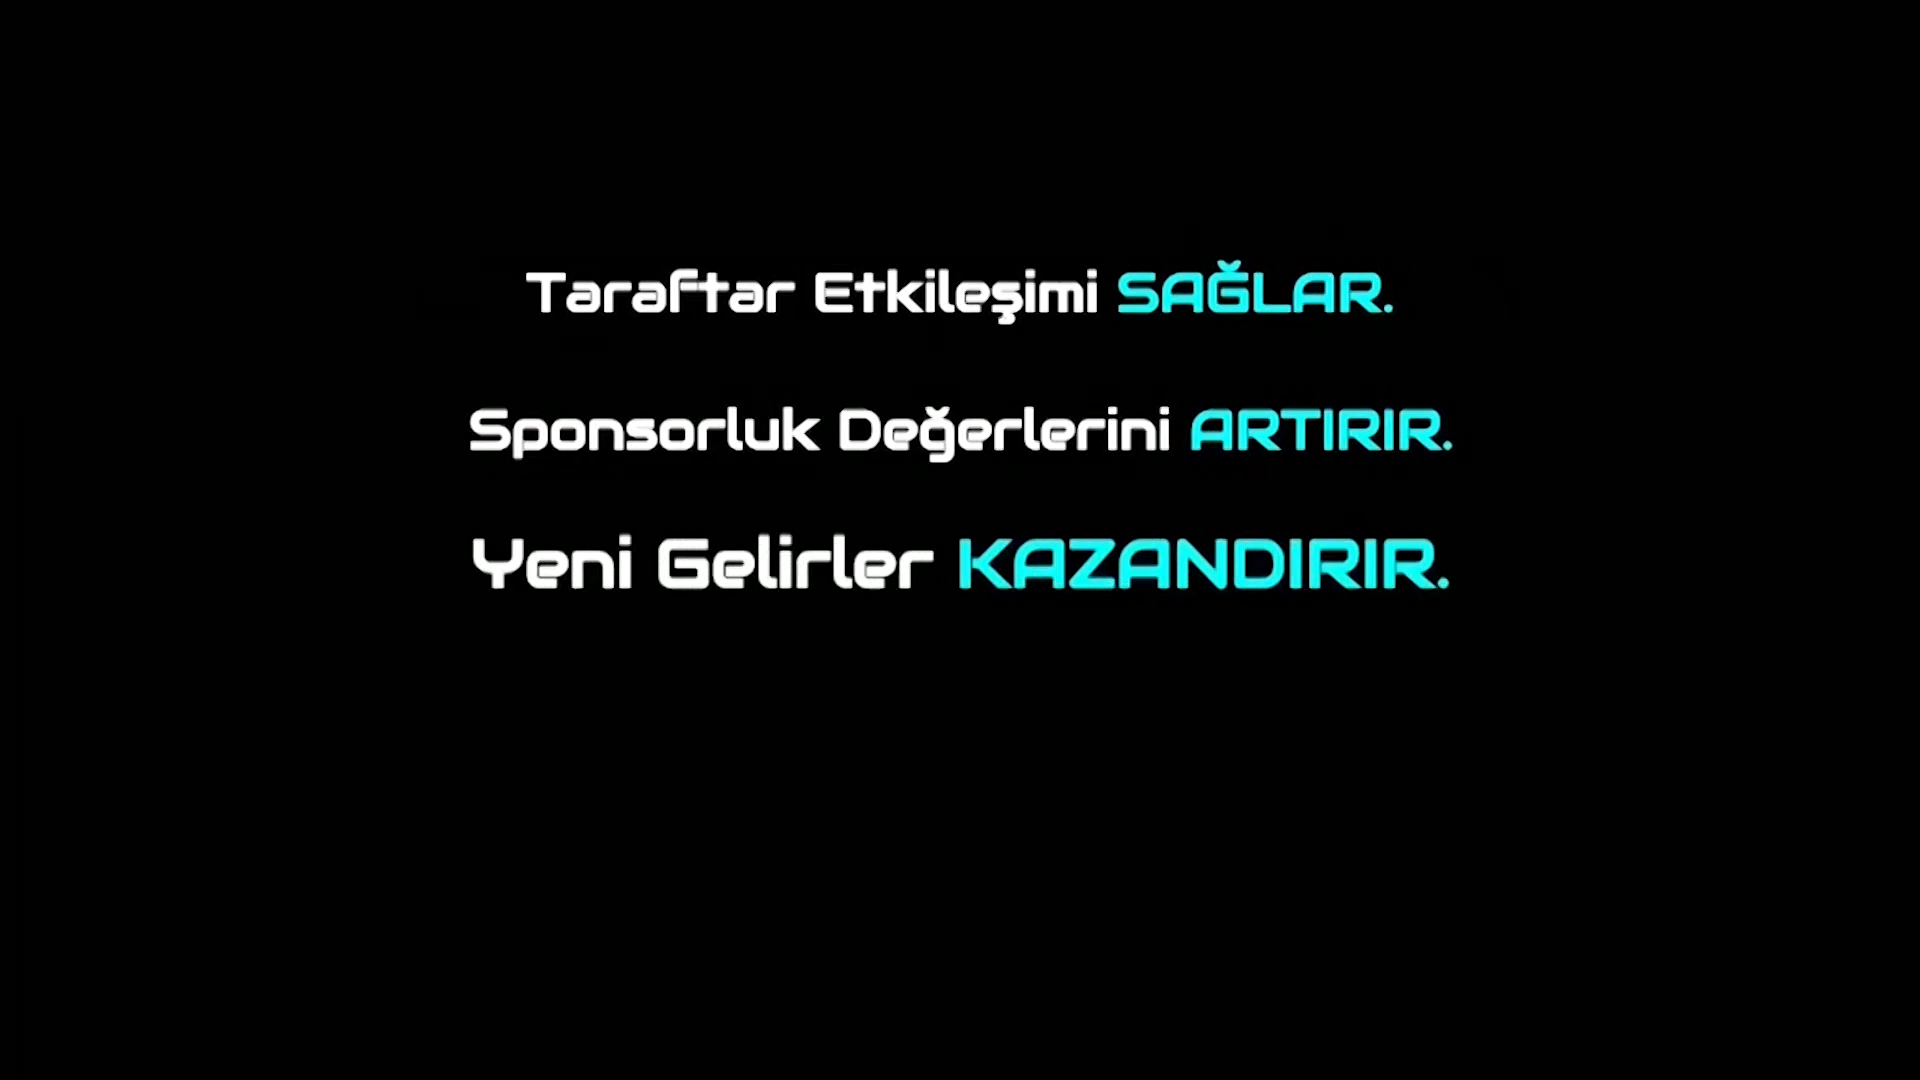 Taraftar Etkileşimi SAĞLAR.
Sponsorluk Değerlerini ARTIRIR.
Yeni Gelirler KAZANDIRIR.